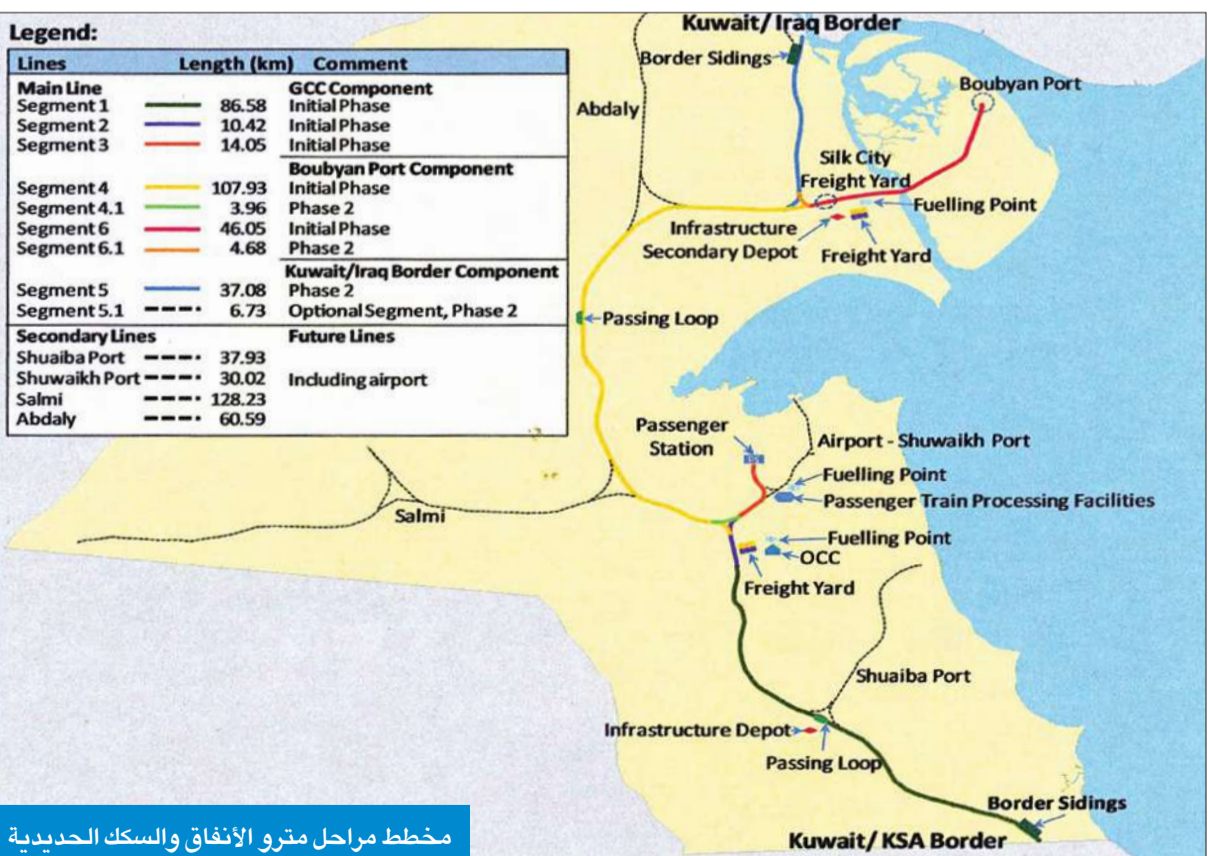 Legend:
Lines Length (km) Comment
Main Line GCC Component
Segment 1 86.58 Initial Phase
Segment 2 10.42 Initial Phase
Segment 3 14.05 Initial Phase
Boubyan Port Component
Segment 4 107.93 Initial Phase
Segment 4.1 3.96 Phase 2
Segment 6 46.05 Initial Phase
Segment 6.1 4.68 Phase 2
Kuwait/Iraq Border Component
Segment 5 37.08 Phase 2
Segment 5.1 6.73 Optional Segment, Phase 2
Secondary Lines Future Lines
Shuaiba Port 37.93
Shuwaikh Port 30.02 Including airport
Salmi 128.23
Abdaly 60.59
Kuwait/ Iraq Border
Border Sidings
Boubyan Port
Abdaly
Silk City
Freight Yard
Fuelling Point
Infrastructure
Secondary Depot
Freight Yard
Passing Loop
Passenger
Station
Airport - Shuwaikh Port
Fuelling Point
Passenger Train Processing Facilities
Salmi
Fuelling Point
OCC
Freight Yard
Shuaiba Port
Infrastructure Depot
Passing Loop
Border Sidings
Kuwait/ KSA Border
مخطط مراحل مترو الأنفاق والسكك الحديدية